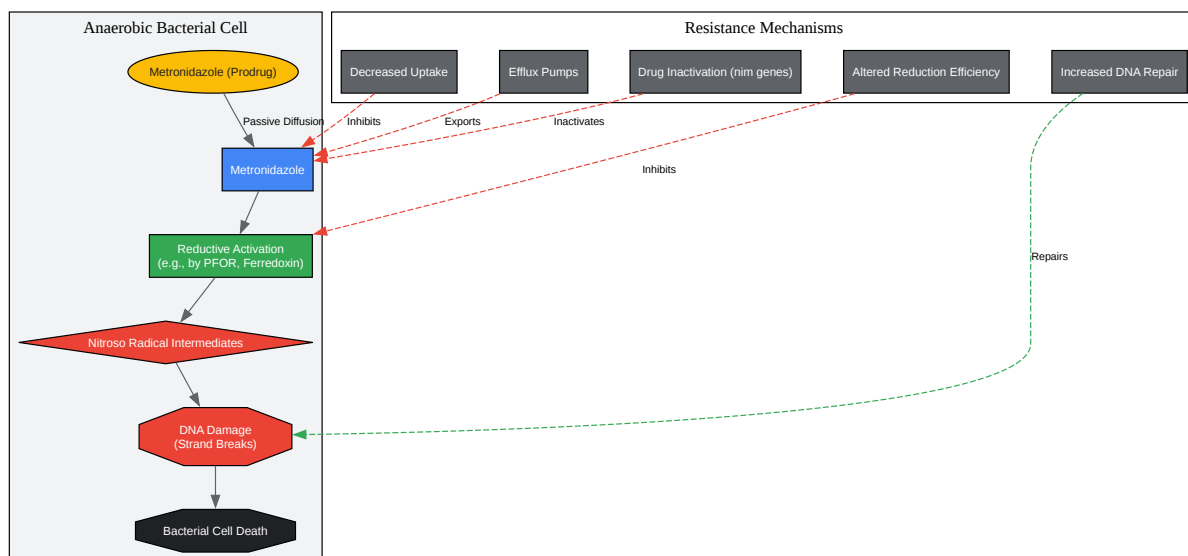 Anaerobic Bacterial Cell
Resistance Mechanisms
Metronidazole (Prodrug)
Decreased Uptake
Efflux Pumps
Drug Inactivation (nim genes)
Altered Reduction Efficiency
Increased DNA Repair
Passive Diffusion
Inhibits
Exports
Inactivates
Metronidazole
Inhibits
Reductive Activation
(e.g., by PFOR, Ferredoxin)
Repairs
Nitroso Radical Intermediates
DNA Damage
(Strand Breaks)
Bacterial Cell Death